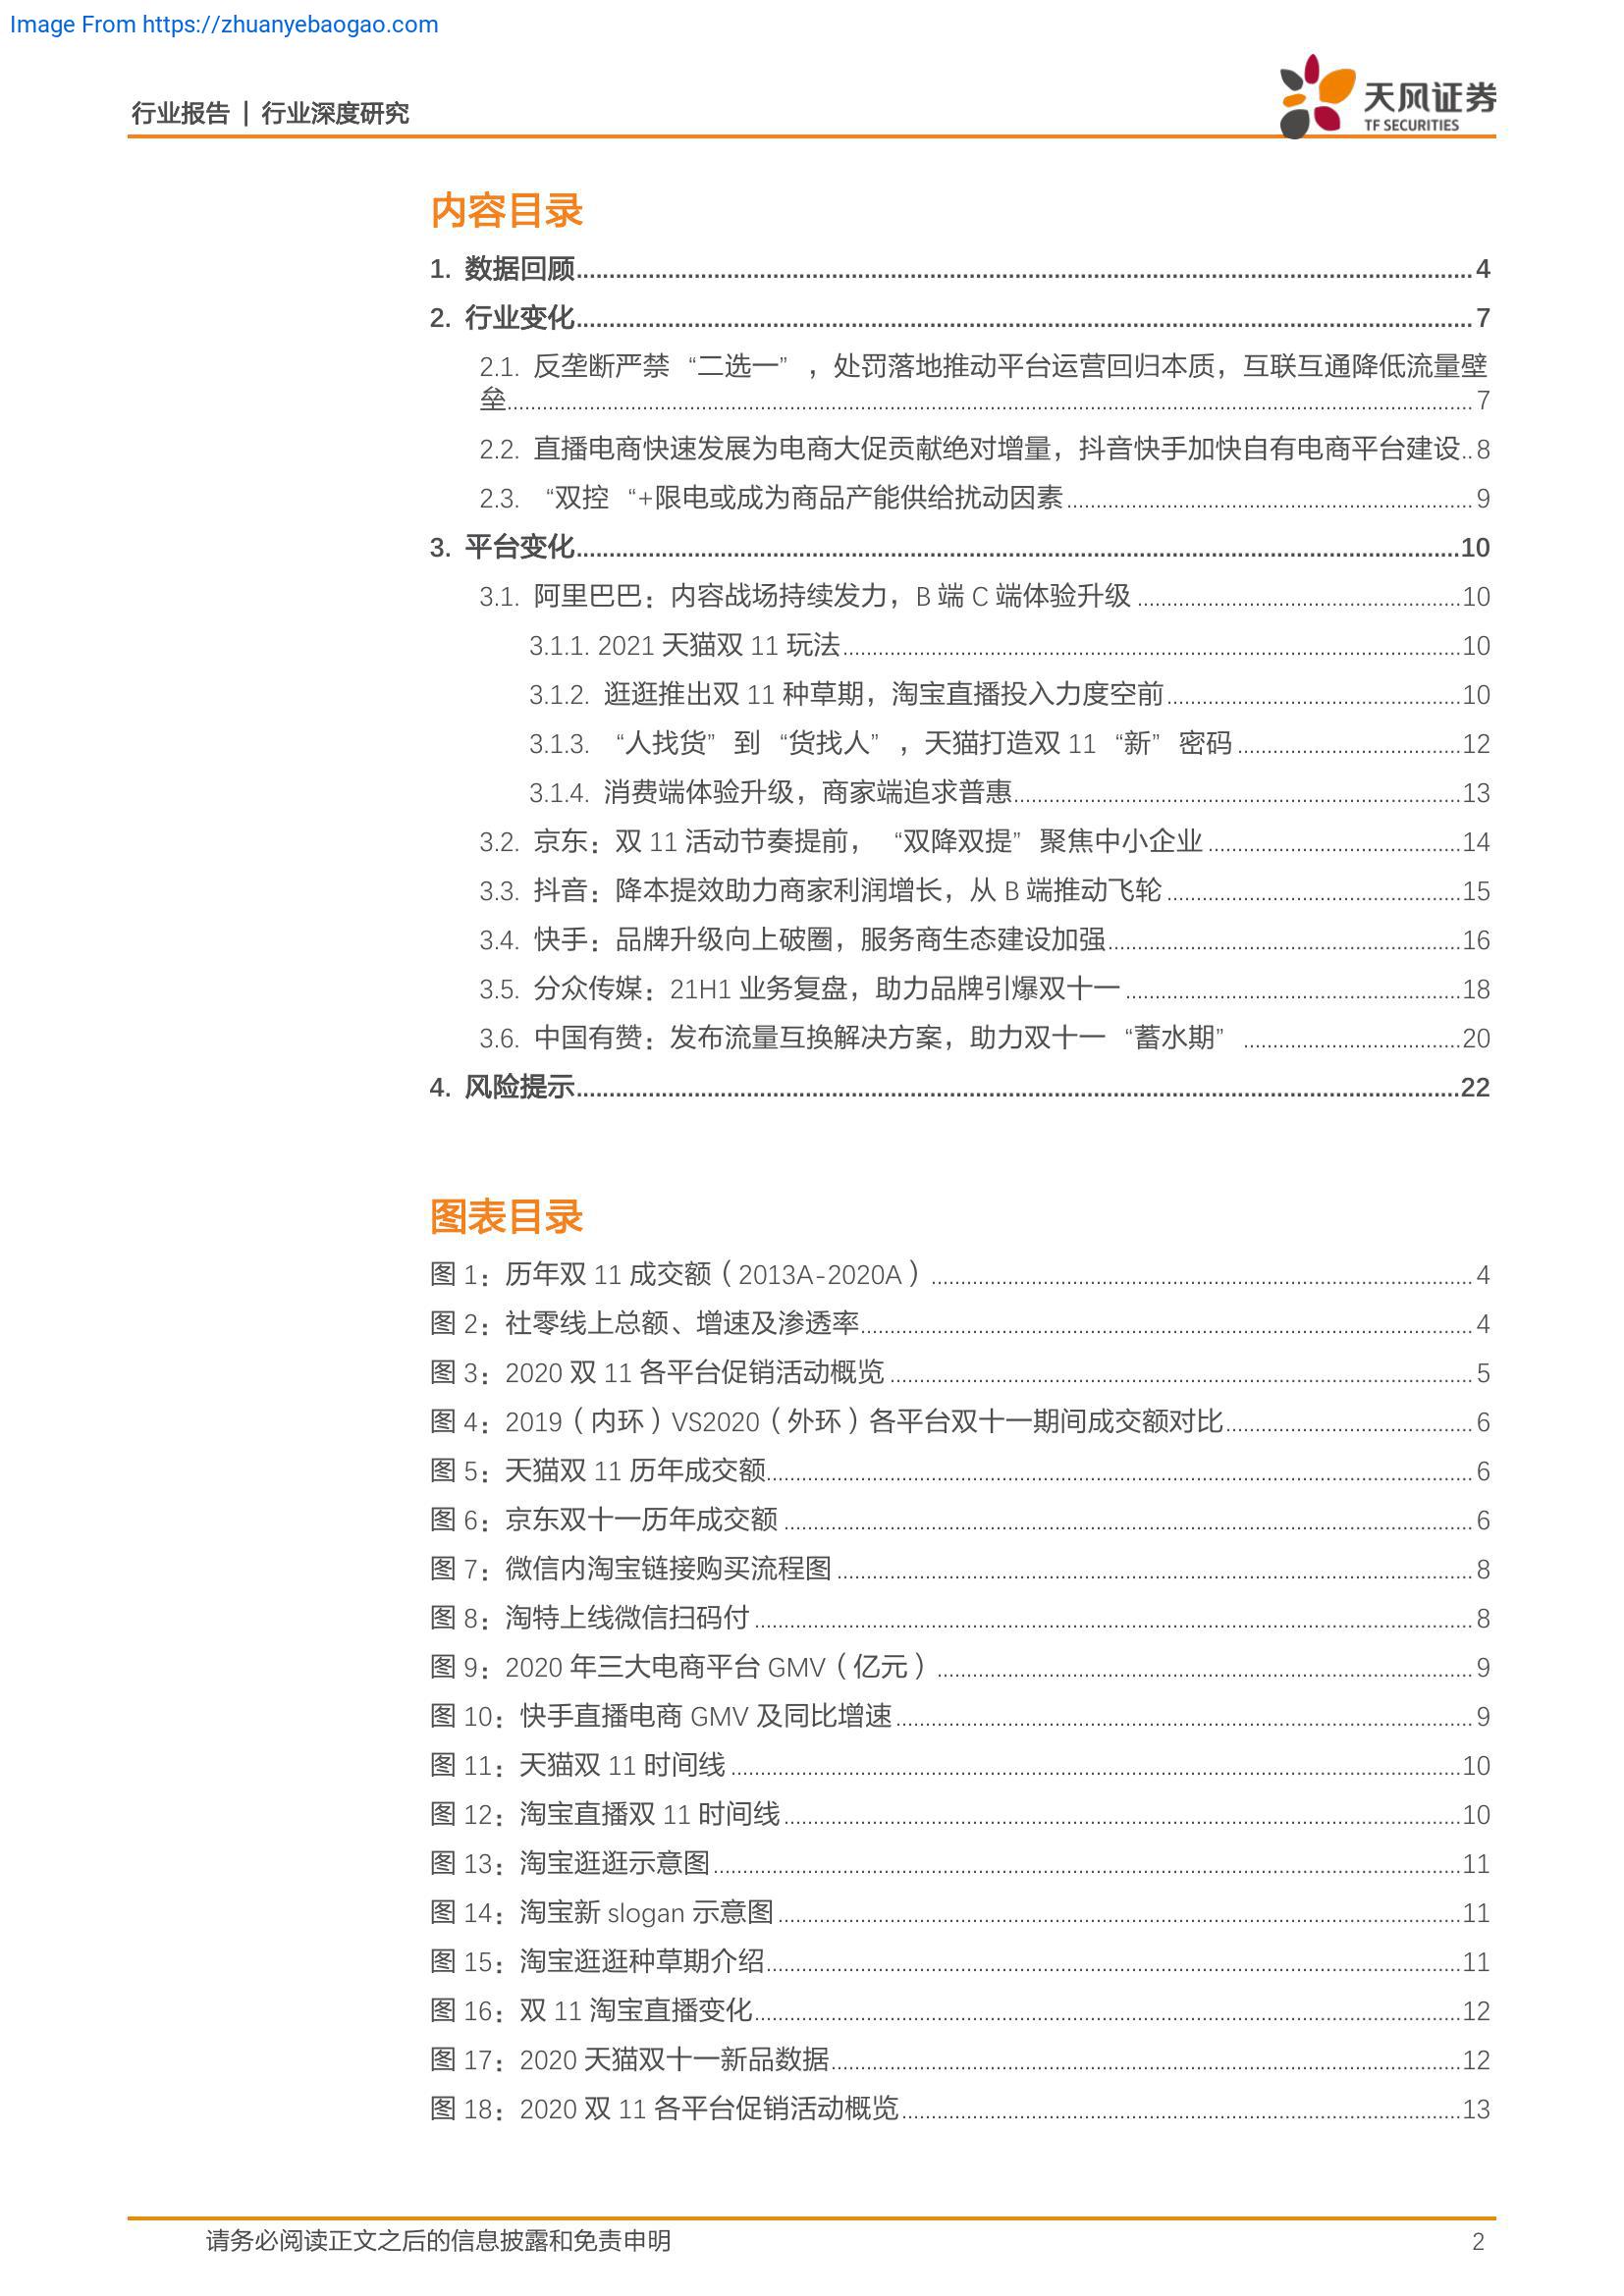 Image From https://zhuanyebaogao.com
行业报告 | 行业深度研究
天风证券
TF SECURITIES
内容目录
1. 数据回顾 4
2. 行业变化 7
2.1. 反垄断严禁 “二选一” ，处罚落地推动平台运营回归本质，互联互通降低流量壁
垒 7
2.2. 直播电商快速发展为电商大促贡献绝对增量，抖音快手加快自有电商平台建设..8
2.3. “双控 “+限电或成为商品产能供给扰动因素 9
3. 平台变化 10
3.1. 阿里巴巴：内容战场持续发力，B 端 C 端体验升级 10
3.1.1. 2021 天猫双 11 玩法 10
3.1.2. 逛逛推出双 11 种草期，淘宝直播投入力度空前 10
3.1.3. “人找货” 到 “货找人” ，天猫打造双 11 “新” 密码 12
3.1.4. 消费端体验升级，商家端追求普惠 13
3.2. 京东：双 11 活动节奏提前， “双降双提” 聚焦中小企业 14
3.3. 抖音：降本提效助力商家利润增长，从 B 端推动飞轮 15
3.4. 快手：品牌升级向上破圈，服务商生态建设加强 16
3.5. 分众传媒：21H1 业务复盘，助力品牌引爆双十一 18
3.6. 中国有赞：发布流量互换解决方案，助力双十一 “蓄水期” 20
4. 风险提示 22
图表目录
图 1：历年双 11 成交额（2013A-2020A） 4
图 2：社零线上总额、增速及渗透率 4
图 3：2020 双 11 各平台促销活动概览 5
图 4：2019（内环）VS2020（外环）各平台双十一期间成交额对比 6
图 5：天猫双 11 历年成交额 6
图 6：京东双十一历年成交额 6
图 7：微信内淘宝链接购买流程图 8
图 8：淘特上线微信扫码付 8
图 9：2020 年三大电商平台 GMV（亿元） 9
图 10：快手直播电商 GMV 及同比增速 9
图 11：天猫双 11 时间线 10
图 12：淘宝直播双 11 时间线 10
图 13：淘宝逛逛示意图 11
图 14：淘宝新 slogan 示意图 11
图 15：淘宝逛逛种草期介绍 11
图 16：双 11 淘宝直播变化 12
图 17：2020 天猫双十一新品数据 12
图 18：2020 双 11 各平台促销活动概览 13
请务必阅读正文之后的信息披露和免责申明 2